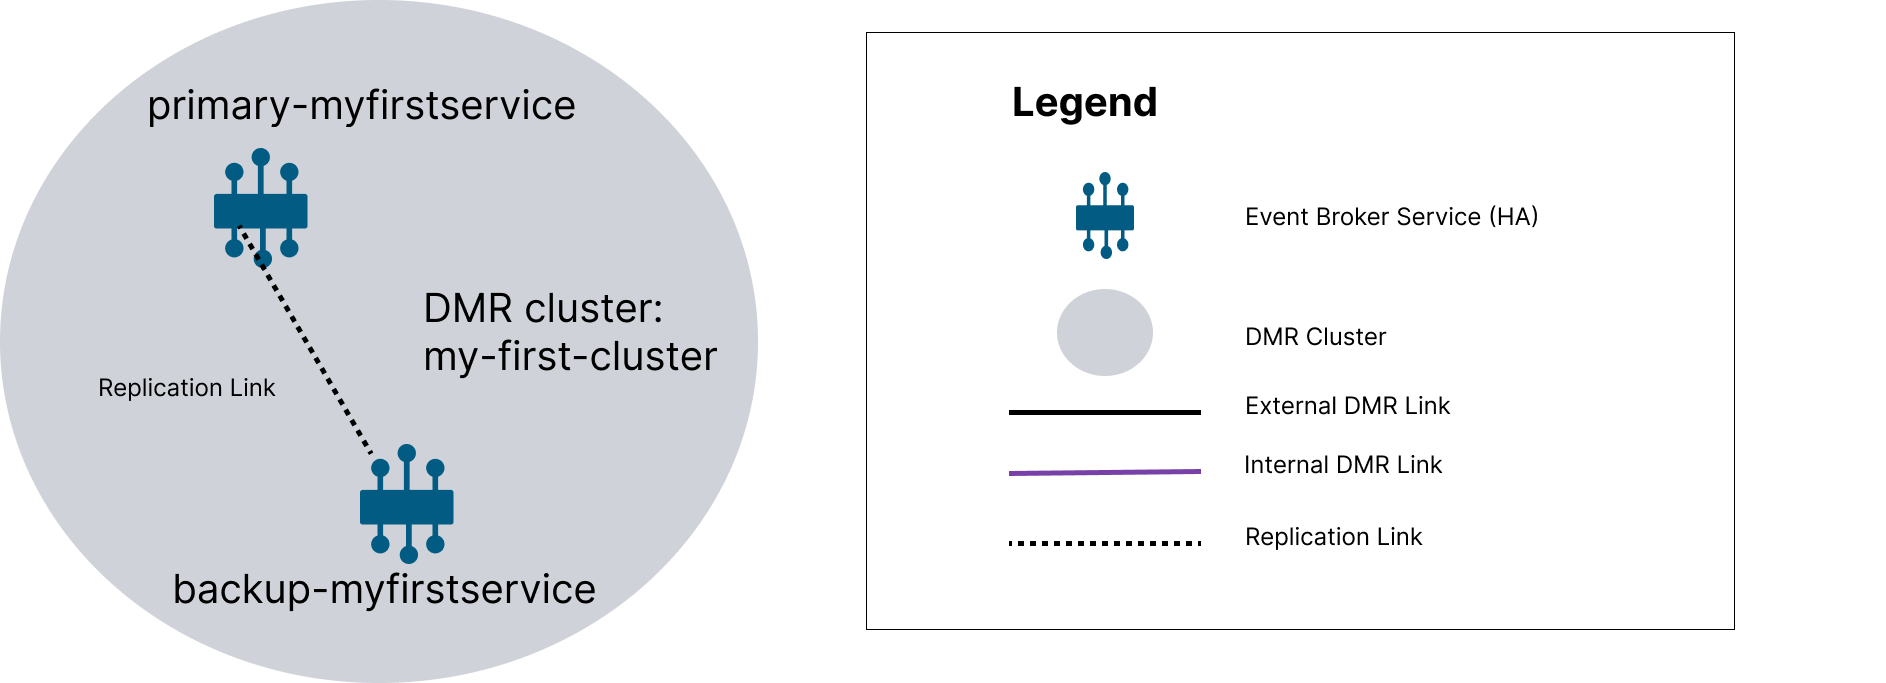 primary-myfirstservice
DMR cluster:
my-first-cluster
Replication Link
backup-myfirstservice
Legend
Event Broker Service (HA)
DMR Cluster
External DMR Link
Internal DMR Link
Replication Link